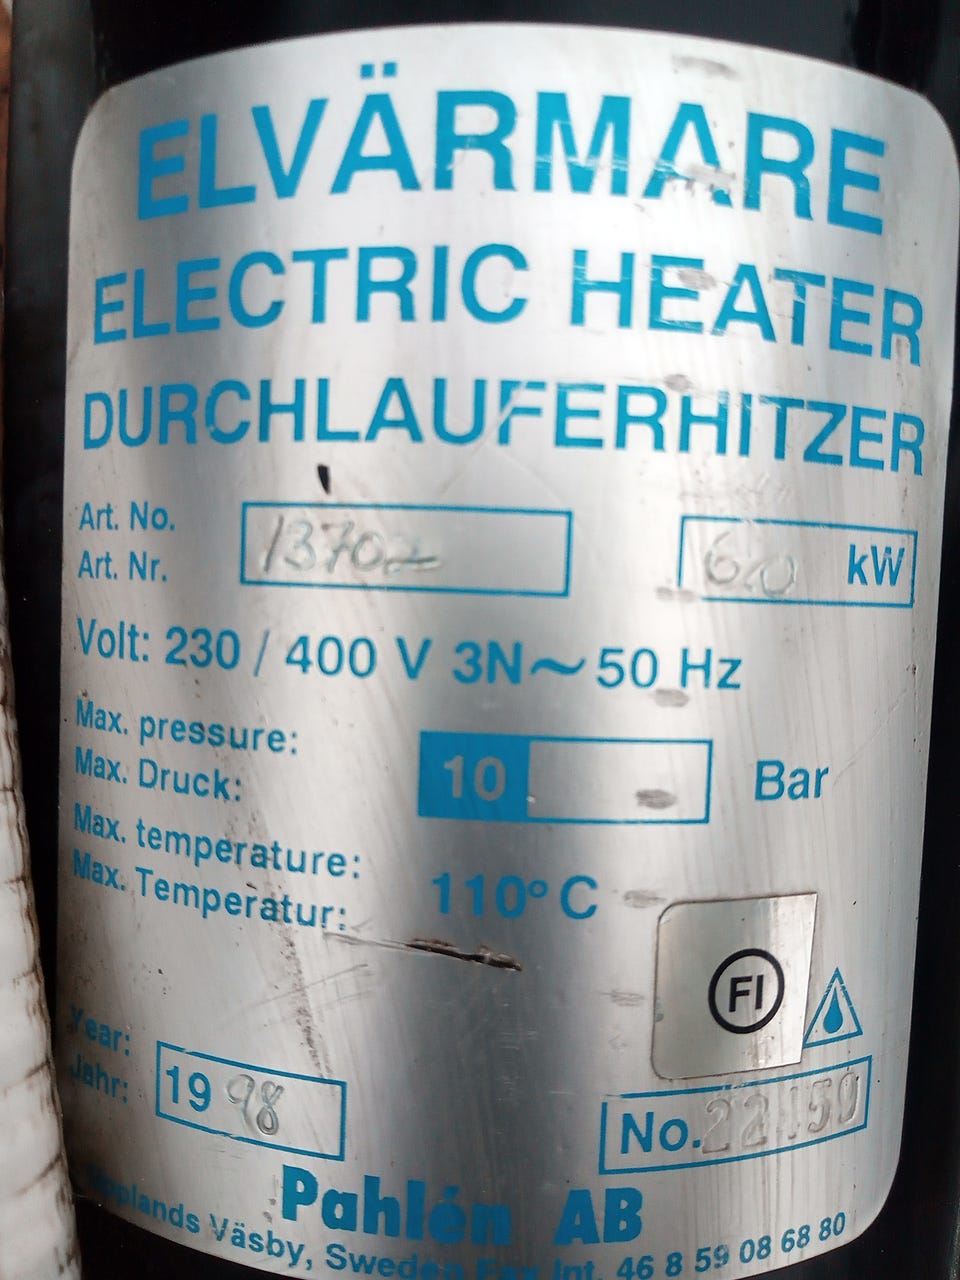 ELVÄRMARE
ELECTRIC HEATER
DURCHLAUFERHITZER
Art. No.
Art. Nr.
13702
6.0 kW
Volt: 230 / 400 V 3N~50 Hz
Max. pressure:
Max. Druck:
10 Bar
Max. temperature:
Max. Temperatur:
110°C
FI
Year:
Jahr:
1998
No.
Pahlén AB
Väsby, Sweden Fax Int. 46 8 59 08 68 80